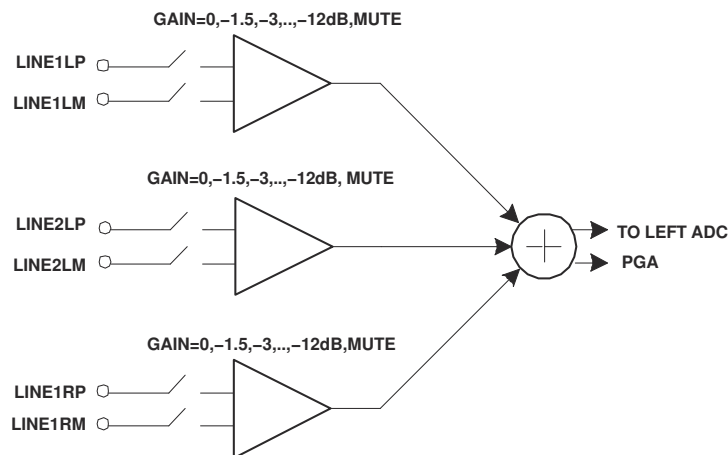 GAIN=0,−1.5,−3,..,−12dB,MUTE
LINE1LP
LINE1LM
GAIN=0,−1.5,−3,..,−12dB, MUTE
LINE2LP
LINE2LM
TO LEFT ADC
PGA
GAIN=0,−1.5,−3,..,−12dB,MUTE
LINE1RP
LINE1RM